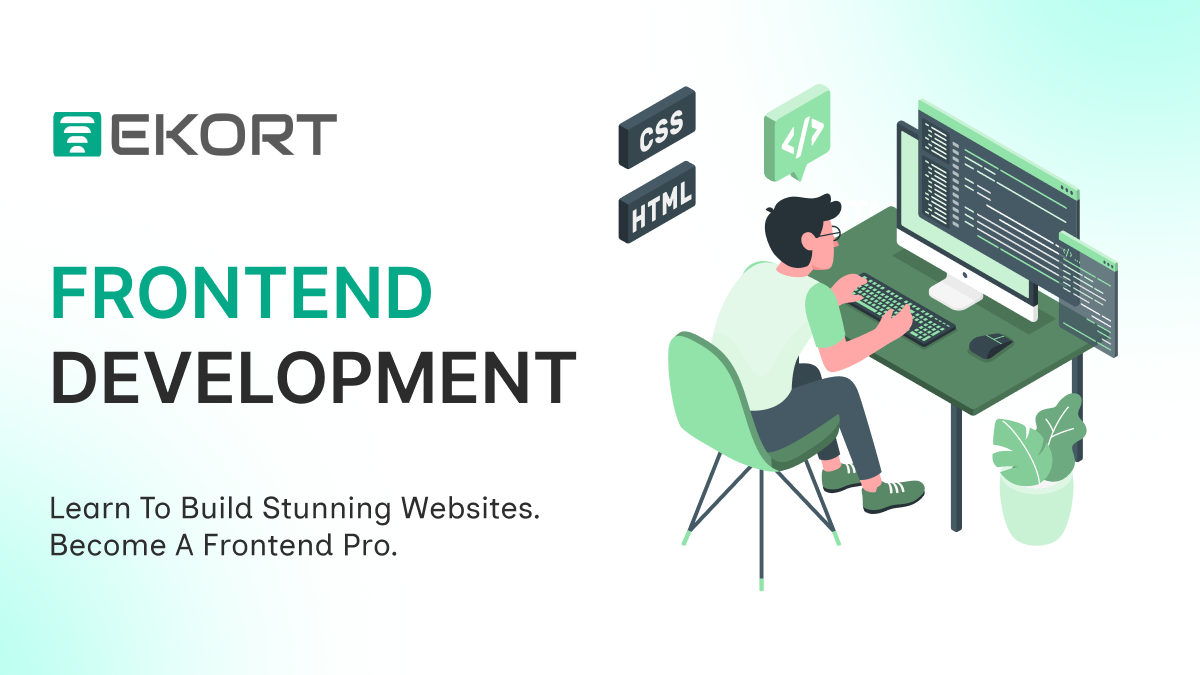 EKORT
FRONTEND
DEVELOPMENT
Learn To Build Stunning Websites.
Become A Frontend Pro.
CSS
HTML
</>